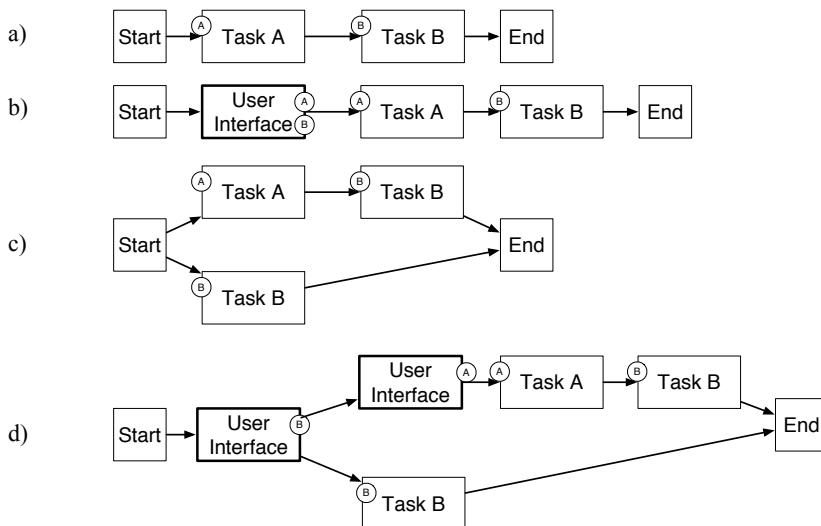 a)
Start
A
Task A
B
Task B
End
b)
Start
User
Interface
A
B
A
Task A
B
Task B
End
c)
A
Task A
B
Task B
Start
End
B
Task B
d)
User
Interface
A
A
Task A
B
Task B
Start
User
Interface
B
End
B
Task B